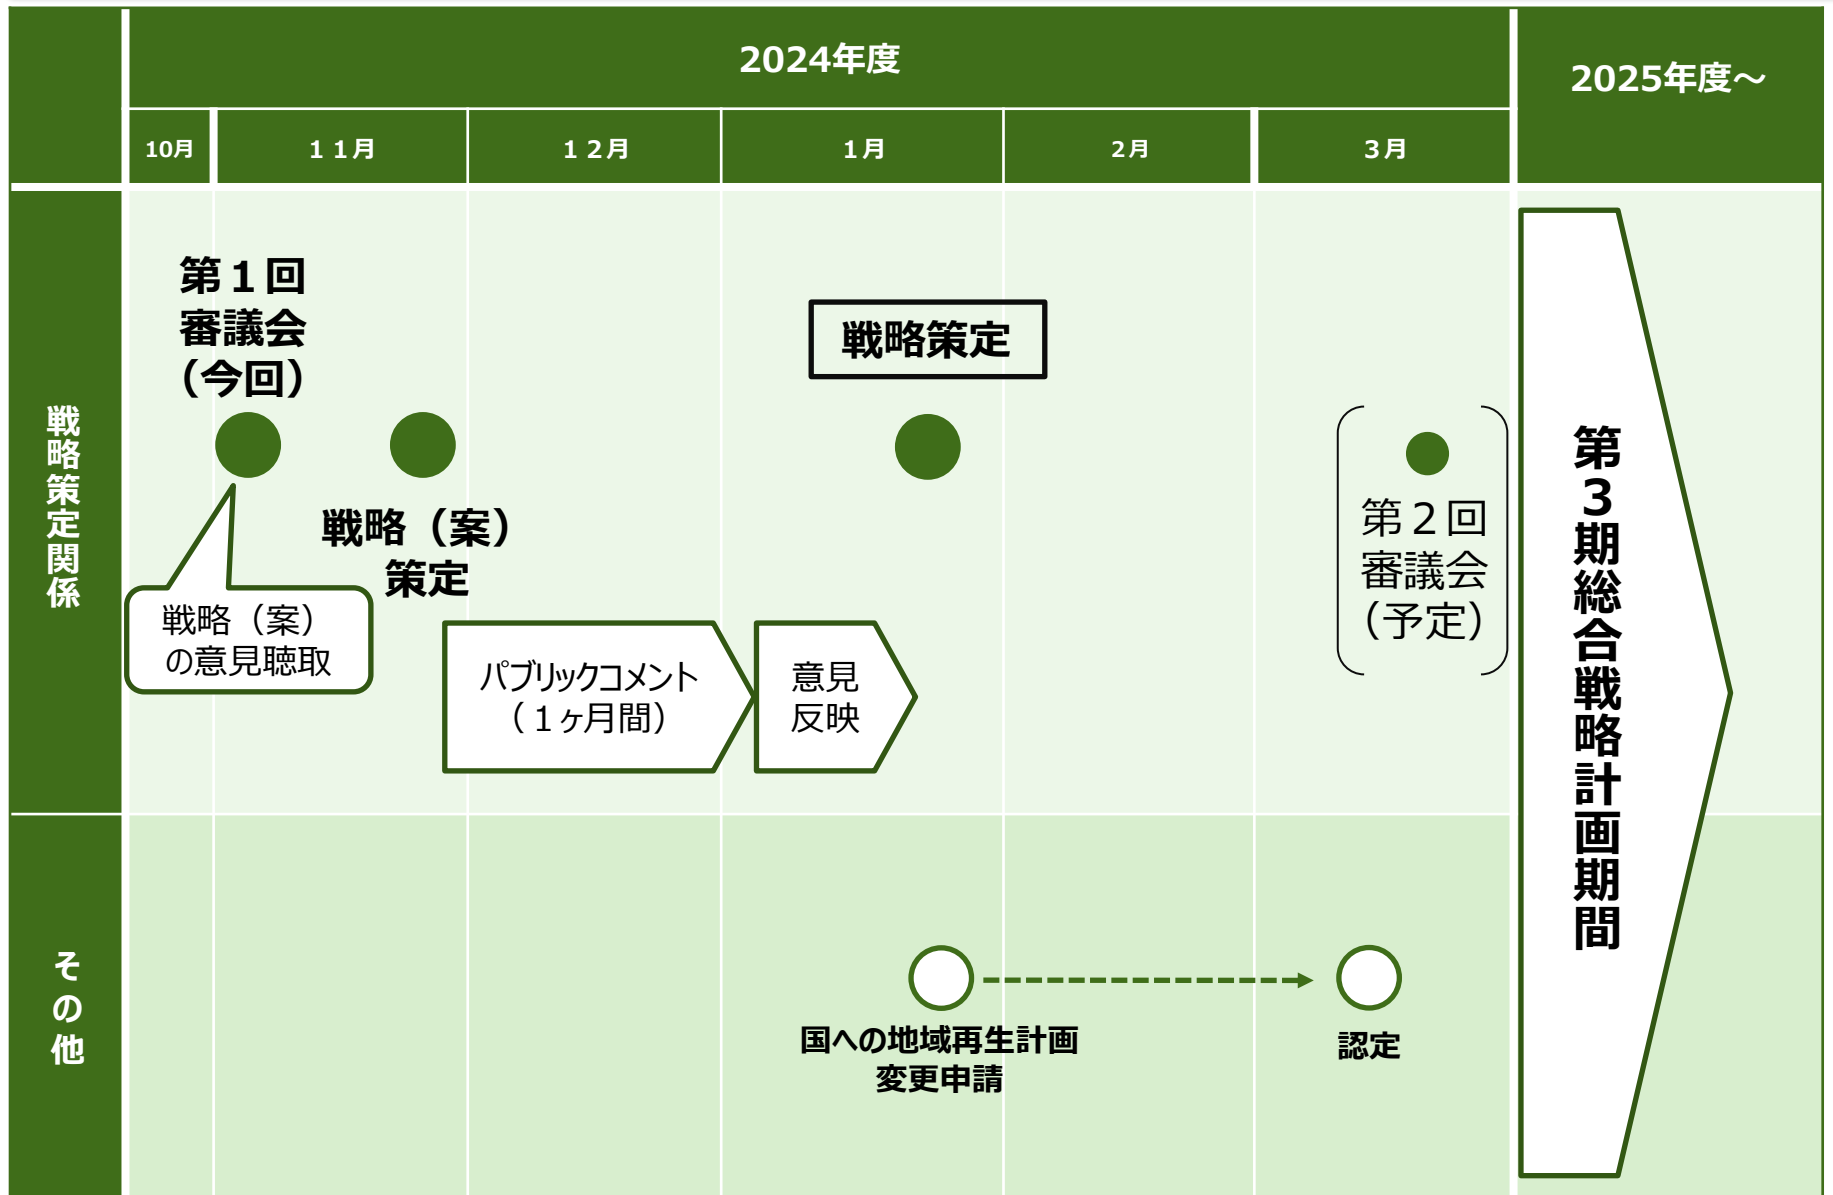 2024年度
2025年度～
10月
１１月
１２月
１月
２月
３月
戦略策定関係
第１回
審議会
（今回）
戦略（案）
の意見聴取
戦略（案）
策定
パブリックコメント
（１ヶ月間）
意見
反映
戦略策定
第２回
審議会
（予定）
第３期総合戦略計画期間
その他
国への地域再生計画
変更申請
認定